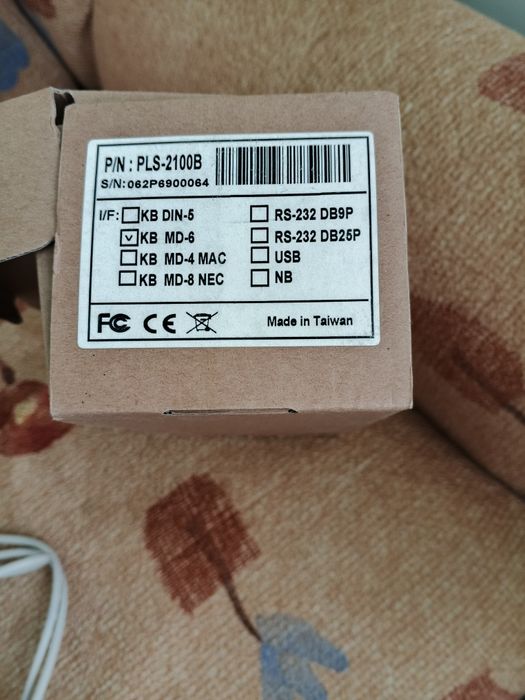 P/N : PLS-2100B
S/N: 062P6900064
I/F: KB DIN-5 RS-232 DB9P
v KB MD-6 RS-232 DB25P
KB MD-4 MAC USB
KB MD-8 NEC NB
FC CE Made in Taiwan